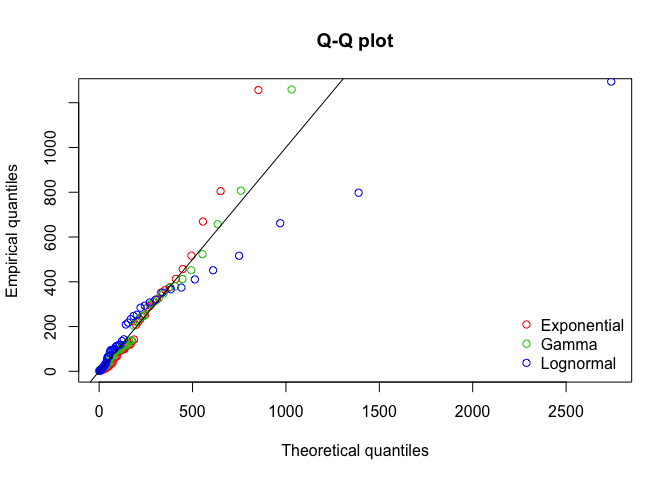 Q-Q plot
Empirical quantiles
1000
800
600
400
200
0
0 500 1000 1500 2000 2500
Theoretical quantiles
Exponential
Gamma
Lognormal